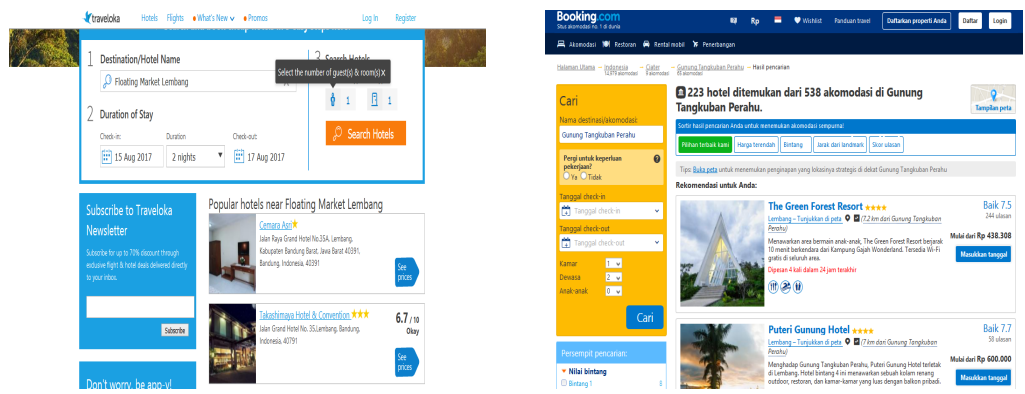 traveloka
Hotels Flights What's New Promos
Log In Register
1 Destination/Hotel Name
Floating Market Lembang
3 Search Hotels
Select the number of guest(s) & room(s) X
1 1
Search Hotels
2 Duration of Stay
Check-in: Duration Check-out:
15 Aug 2017 2 nights 17 Aug 2017
Subscribe to Traveloka
Newsletter
Subscribe for up to 70% discount through
exclusive flight & hotel deals delivered directly
to your inbox.
Subscribe
Don't worry, be app-y!
Popular hotels near Floating Market Lembang
Cemara Asri
Jalan Raya Grand Hotel No.35A, Lembang,
Kabupaten Bandung Barat, Jawa Barat 40391,
Bandung, Indonesia, 40391
See
prices
Takashimaya Hotel & Convention
Jalan Grand Hotel No. 35,Lembang, Bandung,
Indonesia, 40791
6.7 / 10
Okay
See
prices
Booking.com
Situs akomodasi no. 1 di dunia
Rp Wishlist Panduan travel Daftarkan properti Anda Daftar Login
Akomodasi Restoran Rental mobil Penerbangan
Halaman Utama → Indonesia → Ciater → Gunung Tangkuban Perahu → Hasil pencarian
Cari
Nama destinasi/akomodasi:
Gunung Tangkuban Perahu
Pergi untuk keperluan
pekerjaan?
Ya Tidak
Tanggal check-in
Tanggal check-in
Tanggal check-out
Tanggal check-out
Kamar 1
Dewasa 2
Anak-anak 0
Cari
Persempit pencarian:
Nilai bintang
Bintang 1 8
223 hotel ditemukan dari 538 akomodasi di Gunung
Tangkuban Perahu.
Tampilan peta
Sortir hasil pencarian Anda untuk menemukan akomodasi sempurna!
Pilihan terbaik kami Harga terendah Bintang Jarak dari landmark Skor ulasan
Tips: Buka peta untuk menemukan penginapan yang lokasinya strategis di dekat Gunung Tangkuban Perahu
Rekomendasi untuk Anda:
The Green Forest Resort
Lembang – Tunjukkan di peta (7.2 km dari Gunung Tangkuban
Perahu)
Menawarkan area bermain anak-anak, The Green Forest Resort berjarak
10 menit berkendara dari Kampung Gajah Wonderland. Tersedia Wi-Fi
gratis di seluruh area.
Dipesan 4 kali dalam 24 jam terakhir
Baik 7.5
244 ulasan
Mulai dari Rp 438.308
Masukkan tanggal
Puteri Gunung Hotel
Lembang – Tunjukkan di peta (7 km dari Gunung Tangkuban
Perahu)
Menghadap Gunung Tangkuban Perahu, Puteri Gunung Hotel terletak
di Lembang. Hotel bintang 4 ini menawarkan sebuah kolam renang
outdoor, restoran, dan kamar-kamar yang luas dengan balkon pribadi.
Baik 7.7
50 ulasan
Mulai dari Rp 600.000
Masukkan tanggal